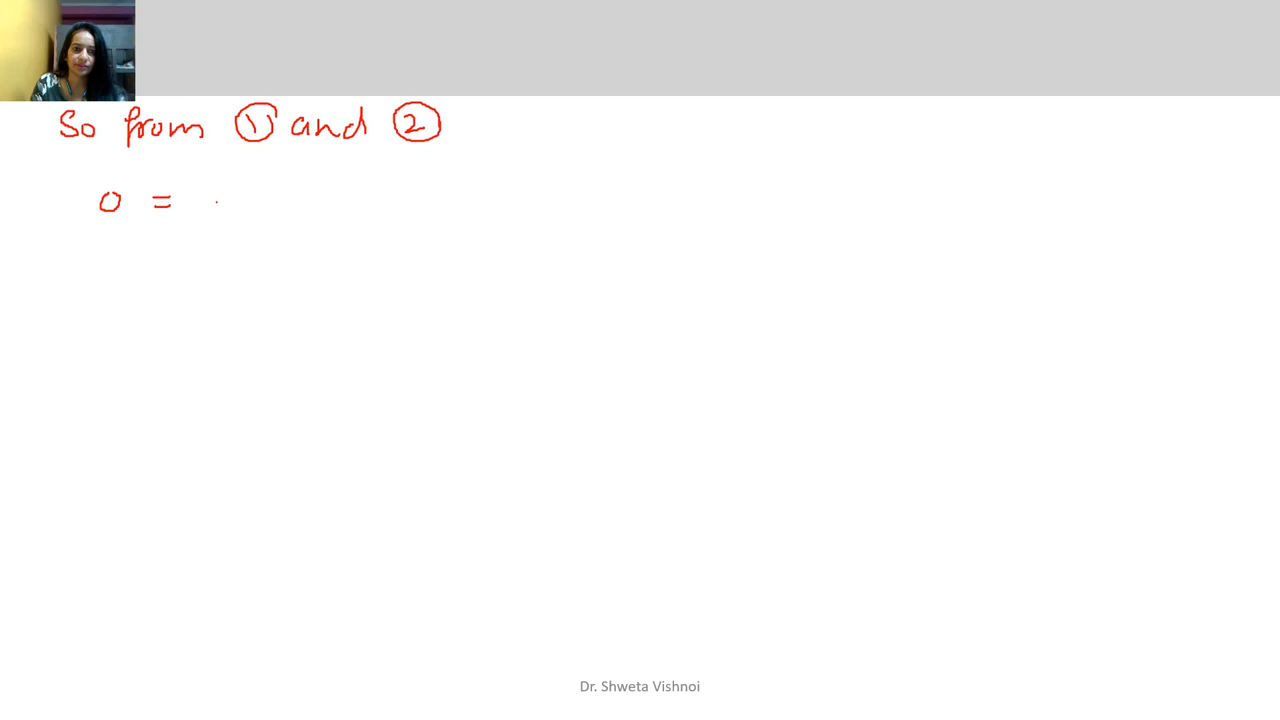 So from ① and ②
0 =
Dr. Shweta Vishnoi